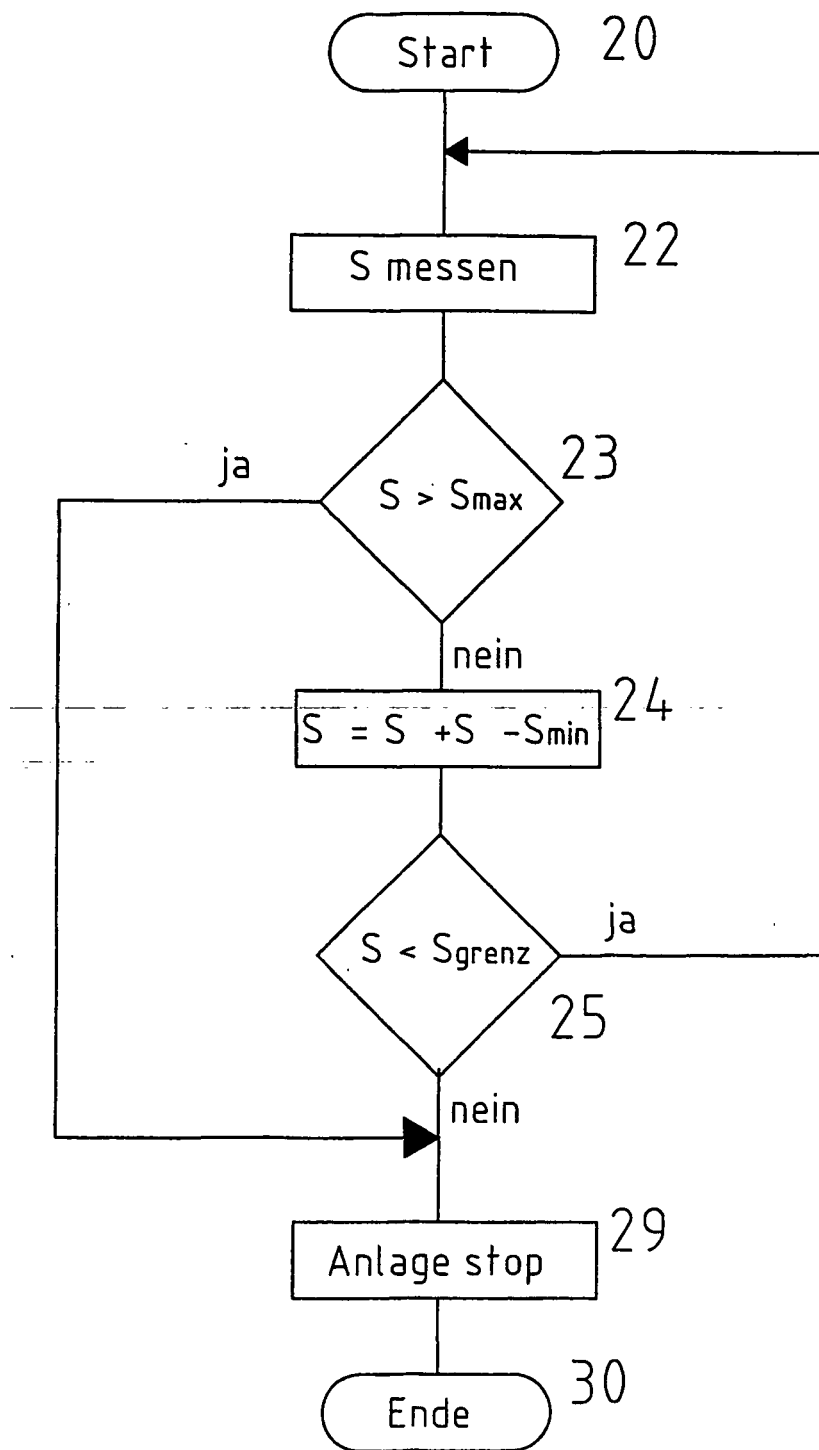 Start 20
S messen 22
ja
S > Smax 23
nein
S = S +S -Smin 24
S < Sgrenz ja
25
nein
Anlage stop 29
Ende 30